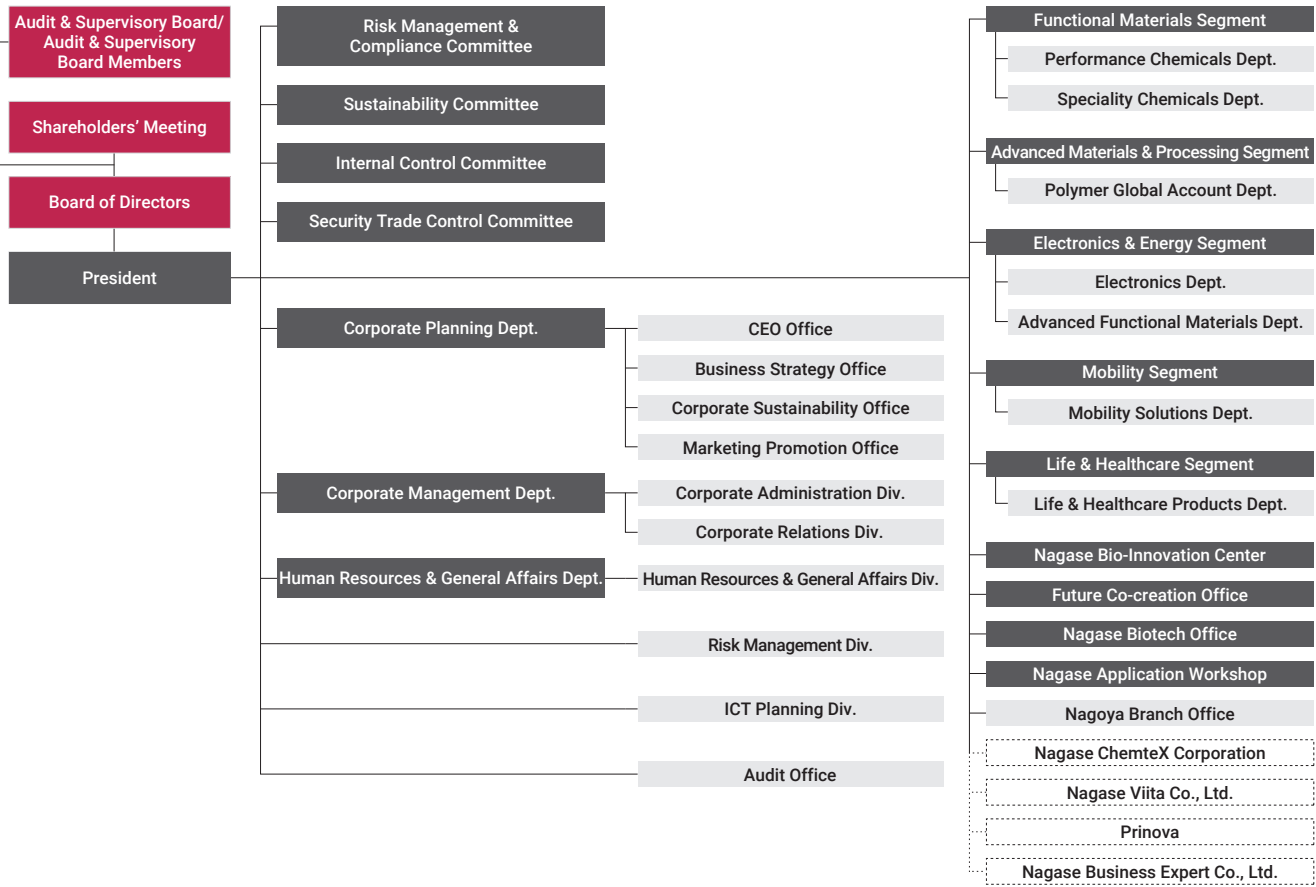 Audit & Supervisory Board/
Audit & Supervisory
Board Members
Shareholders’ Meeting
Board of Directors
President
Risk Management &
Compliance Committee
Sustainability Committee
Internal Control Committee
Security Trade Control Committee
Corporate Planning Dept.
CEO Office
Business Strategy Office
Corporate Sustainability Office
Marketing Promotion Office
Corporate Management Dept.
Corporate Administration Div.
Corporate Relations Div.
Human Resources & General Affairs Dept.
Human Resources & General Affairs Div.
Risk Management Div.
ICT Planning Div.
Audit Office
Functional Materials Segment
Performance Chemicals Dept.
Speciality Chemicals Dept.
Advanced Materials & Processing Segment
Polymer Global Account Dept.
Electronics & Energy Segment
Electronics Dept.
Advanced Functional Materials Dept.
Mobility Segment
Mobility Solutions Dept.
Life & Healthcare Segment
Life & Healthcare Products Dept.
Nagase Bio-Innovation Center
Future Co-creation Office
Nagase Biotech Office
Nagase Application Workshop
Nagoya Branch Office
Nagase ChemteX Corporation
Nagase Viita Co., Ltd.
Prinova
Nagase Business Expert Co., Ltd.